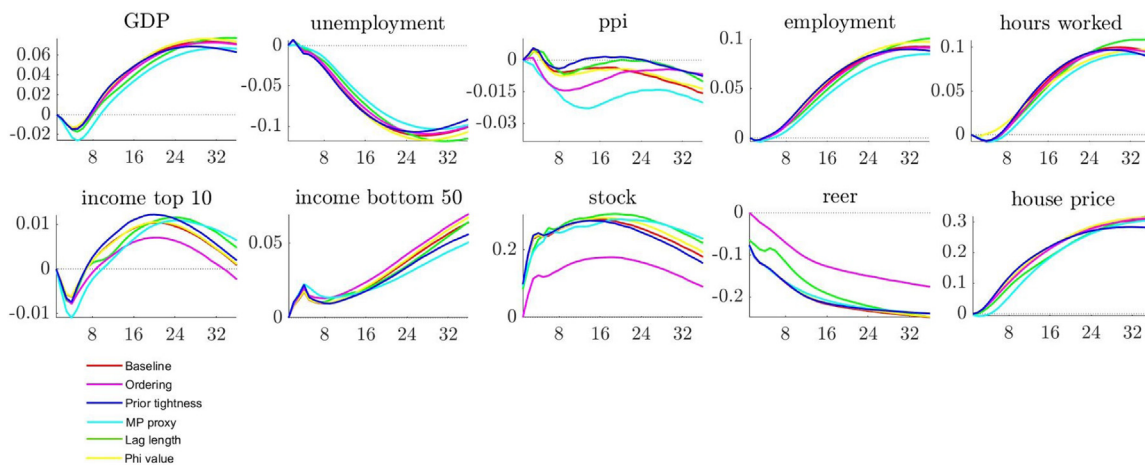 GDP
0.06
0.04
0.02
0
-0.02
8 16 24 32
unemployment
0
-0.05
-0.1
8 16 24 32
ppi
0
-0.015
-0.03
8 16 24 32
employment
0.1
0.05
0
8 16 24 32
hours worked
0.1
0.05
0
8 16 24 32
income top 10
0.01
0
-0.01
8 16 24 32
income bottom 50
0.05
0
8 16 24 32
stock
0.2
0
8 16 24 32
reer
0
-0.1
-0.2
8 16 24 32
house price
0.3
0.2
0.1
0
8 16 24 32
Baseline
Ordering
Prior tightness
MP proxy
Lag length
Phi value